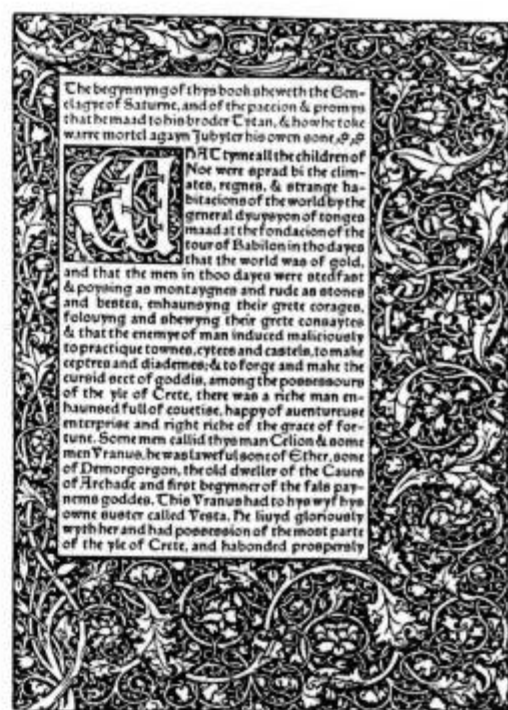 The begynnyng of thys book sheweth the Gen-
elagye of Saturne, and of the paccion & promys
that he maad to his broder Tytan, & how he toke
warre mortel agayn Jubyter his owen sone
WHAT tyme all the children of
Noe were sprad bi the clim-
ates, regnes, & strange ha-
bitacions of the world by the
general dyuysyon of tonges
maad at the fondacion of the
tour of Babilon in tho dayes
that the world was of gold,
and that the men in thoo dayes were stedfast
& poysing as montaygnes and rude as stones
and bestes, enhaunsyng their grete corages,
folouyng and shewyng their grete consaytes
& that the enemye of man induced maliciously
to practique townes, cytees and castels, to make
ceptres and diademes; & to forge and make the
cursid sect of goddis, among the possessours
of the yle of Crete, there was a riche man en-
haunsed full of couetise, happy of auentureuse
enterprise and right riche of the grace of for-
tune. Some men callid thys man Celion & some
men Vranus, he was lawefulsone of Ether, sone
of Demorgorgon, the old dweller of the Caues
of Archade and first begynner of the fals pay-
nems goddes. This Vranus had to hys wyf hys
owne suster called Vesta. He liuyd gloriously
wyth her and had possession of the most parte
of the yle of Crete, and habonded prosperly